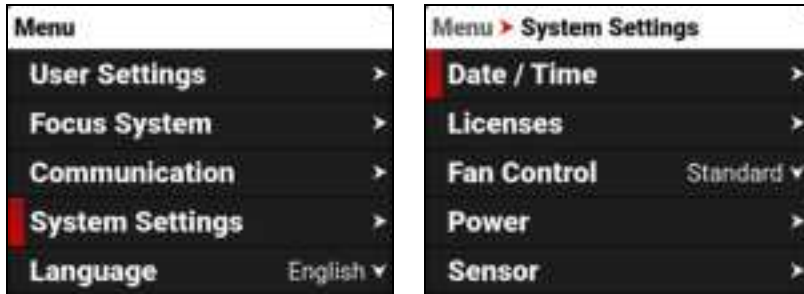 Menu
User Settings
Focus System
Communication
System Settings
Language English
Menu > System Settings
Date / Time
Licenses
Fan Control Standard
Power
Sensor